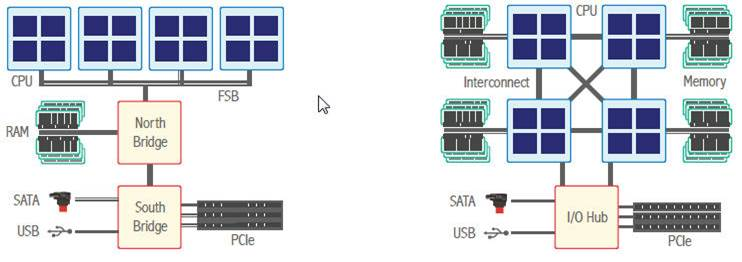 CPU
FSB
RAM
North
Bridge
SATA
USB
South
Bridge
PCIe
CPU
Interconnect
Memory
SATA
USB
I/O Hub
PCIe